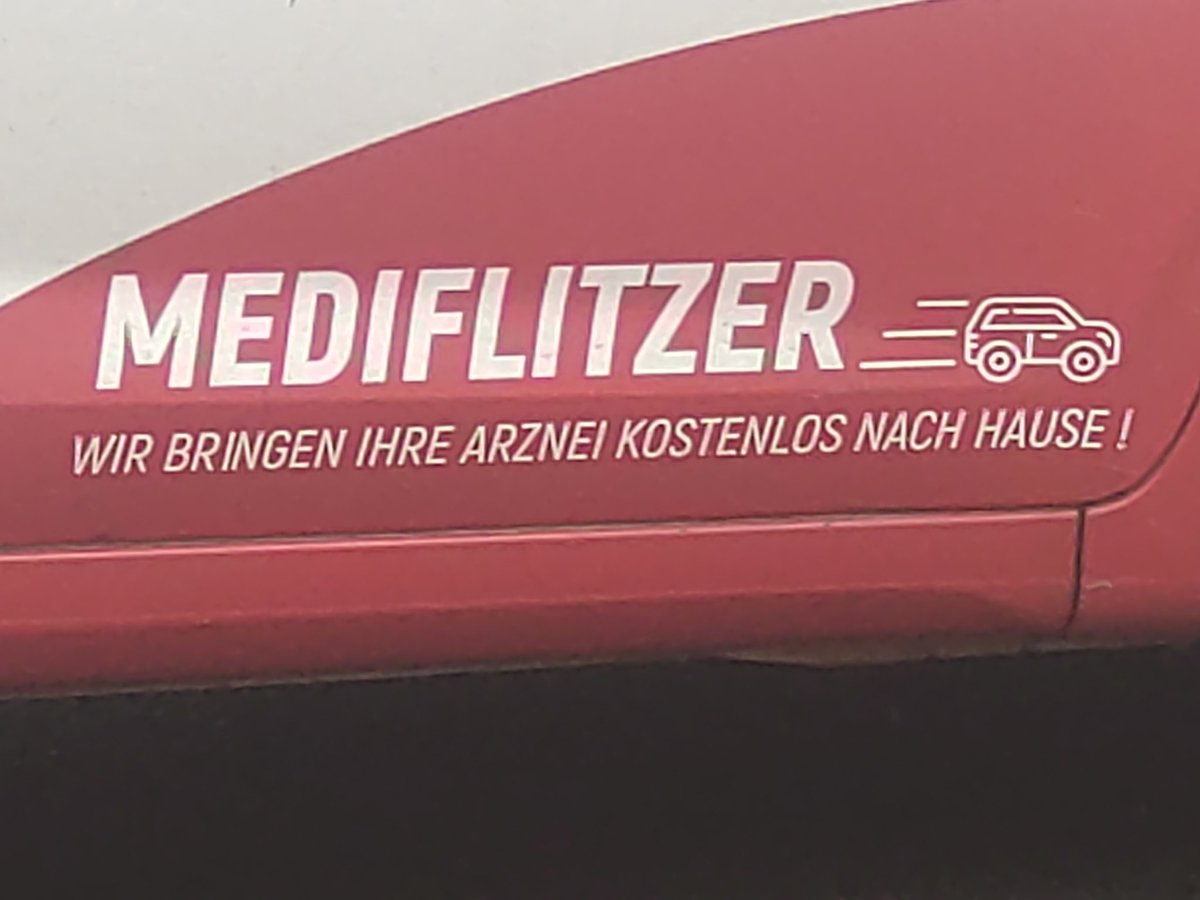 MEDIFLITZER
WIR BRINGEN IHRE ARZNEI KOSTENLOS NACH HAUSE !